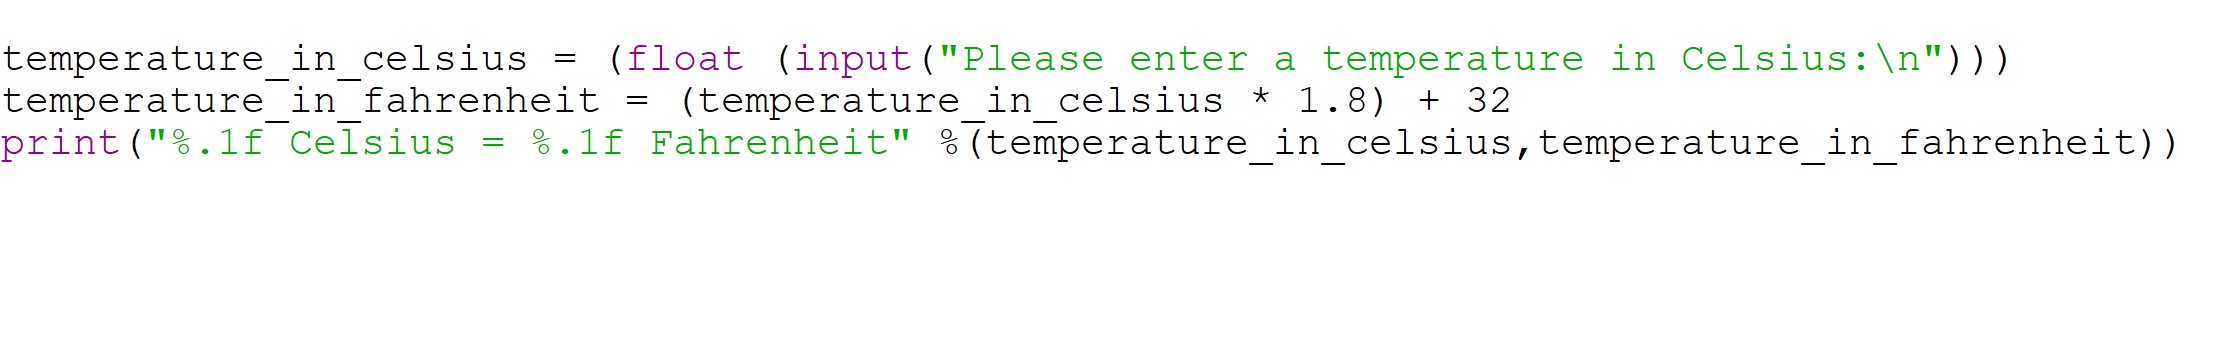 temperature_in_celsius = (float (input("Please enter a temperature in Celsius:\n")))
temperature_in_fahrenheit = (temperature_in_celsius * 1.8) + 32
print("%.1f Celsius = %.1f Fahrenheit" %(temperature_in_celsius,temperature_in_fahrenheit))